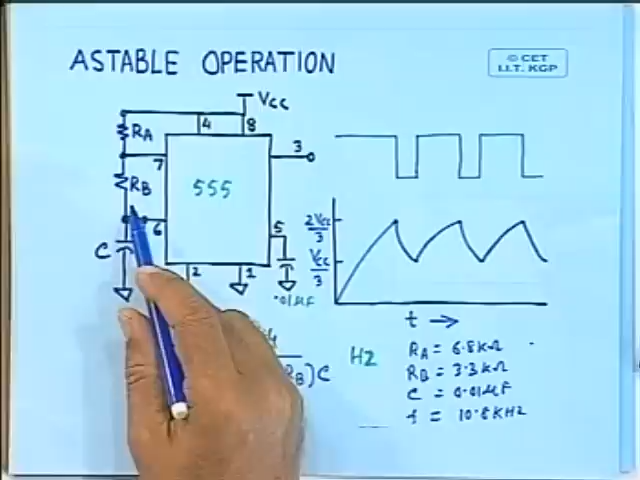 ASTABLE OPERATION
© CET
I.I.T. KGP
VCC
RA
4
8
3
7
RB
555
6
5
C
2
1
.01µF
2VCC/3
VCC/3
t →
RB)C
HZ
RA = 6.8KΩ
RB = 3.3KΩ
C = 0.01µF
f = 10.8KHZ